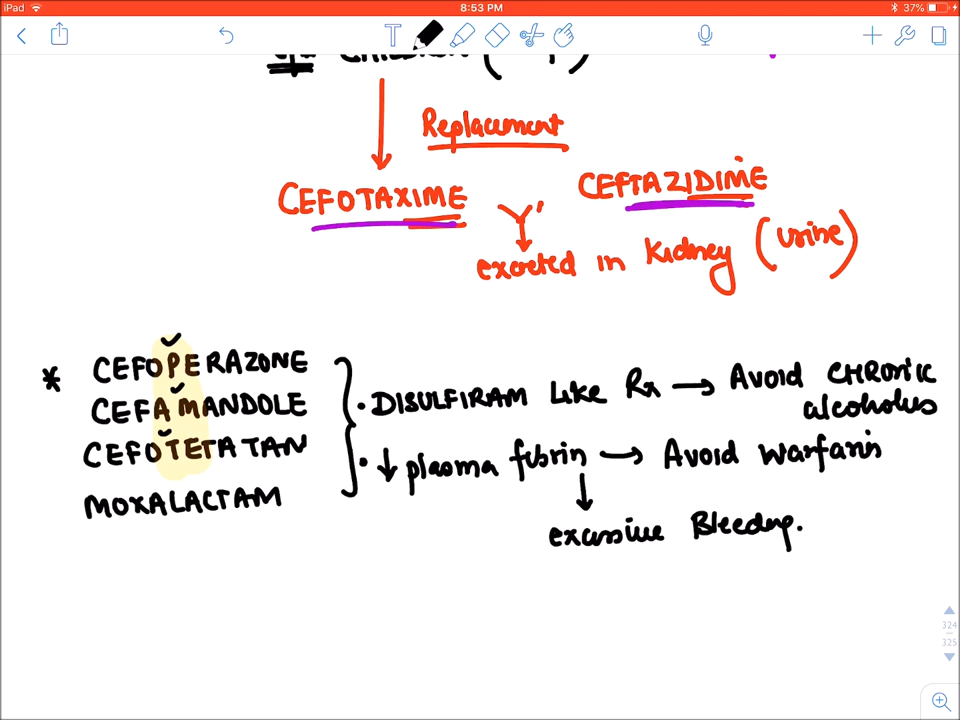 iPad 8:53 PM 37%
T
Replacement
CEFOTAXIME Y' CEFTAZIDIME
excreted in Kidney (urine)
* CEFOPERAZONE
CEFAMANDOLE
CEFOTETATAN
MOXALACTAM
• DISULFIRAM Like Rx → Avoid CHRONIC
alcoholus
• ↓ plasma fibrin → Avoid Warfarin
excessive Bleeding.
324
325